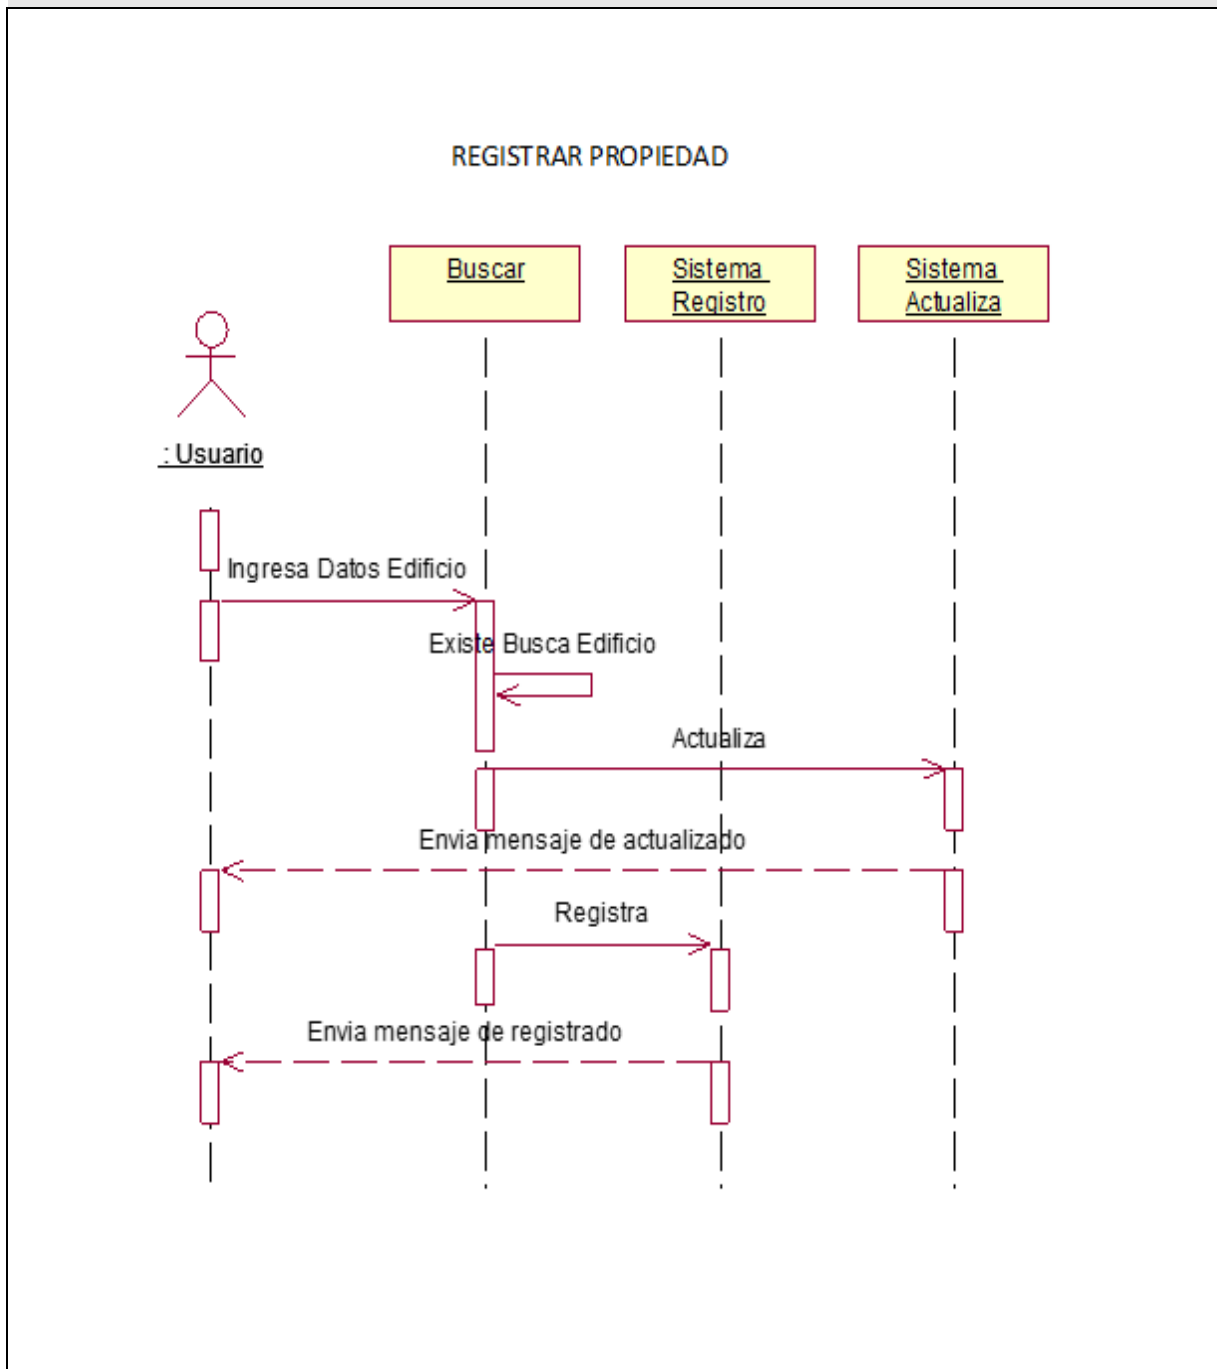 REGISTRAR PROPIEDAD
Buscar
Sistema
Registro
Sistema
Actualiza
: Usuario
Ingresa Datos Edificio
Existe Busca Edificio
Actualiza
Envia mensaje de actualizado
Registra
Envia mensaje de registrado